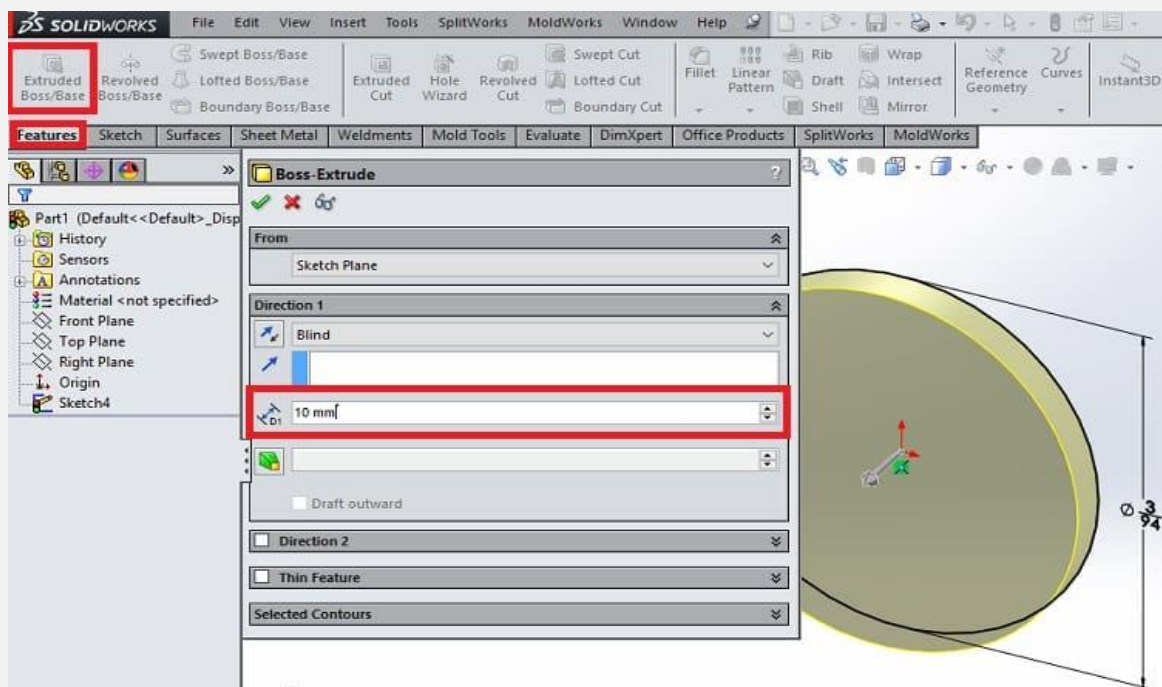 SOLIDWORKS File Edit View Insert Tools SplitWorks MoldWorks Window Help
Extruded Boss/Base
Revolved Boss/Base
Swept Boss/Base
Lofted Boss/Base
Boundary Boss/Base
Extruded Cut
Hole Wizard
Revolved Cut
Swept Cut
Lofted Cut
Boundary Cut
Fillet
Linear Pattern
Rib
Draft
Shell
Wrap
Intersect
Mirror
Reference Geometry
Curves
Instant3D
Features Sketch Surfaces Sheet Metal Weldments Mold Tools Evaluate DimXpert Office Products SplitWorks MoldWorks
Part1 (Default<<Default>_Disp
History
Sensors
A Annotations
Material <not specified>
Front Plane
Top Plane
Right Plane
Origin
Sketch4
Boss-Extrude ?
From
Sketch Plane
Direction 1
Blind
D1 10 mm
Draft outward
Direction 2
Thin Feature
Selected Contours
∅ 3
94